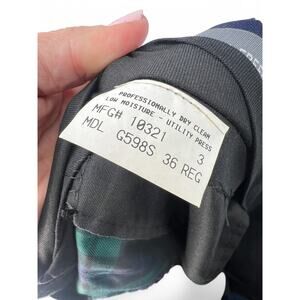 PROFESSIONALLY DRY CLEAN
LOW MOISTURE - UTILITY PRESS
MFG# 10321 3
MDL G598S 36 REG